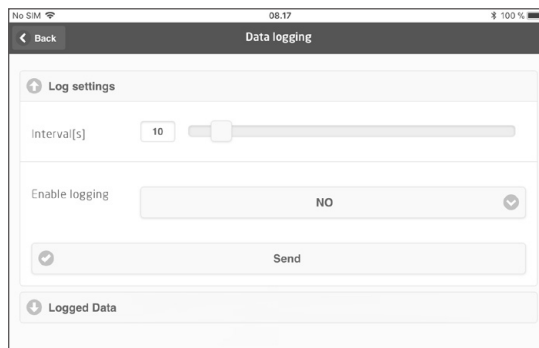 No SIM 08.17 100 %
Back Data logging
Log settings
Interval[s] 10
Enable logging NO
Send
Logged Data